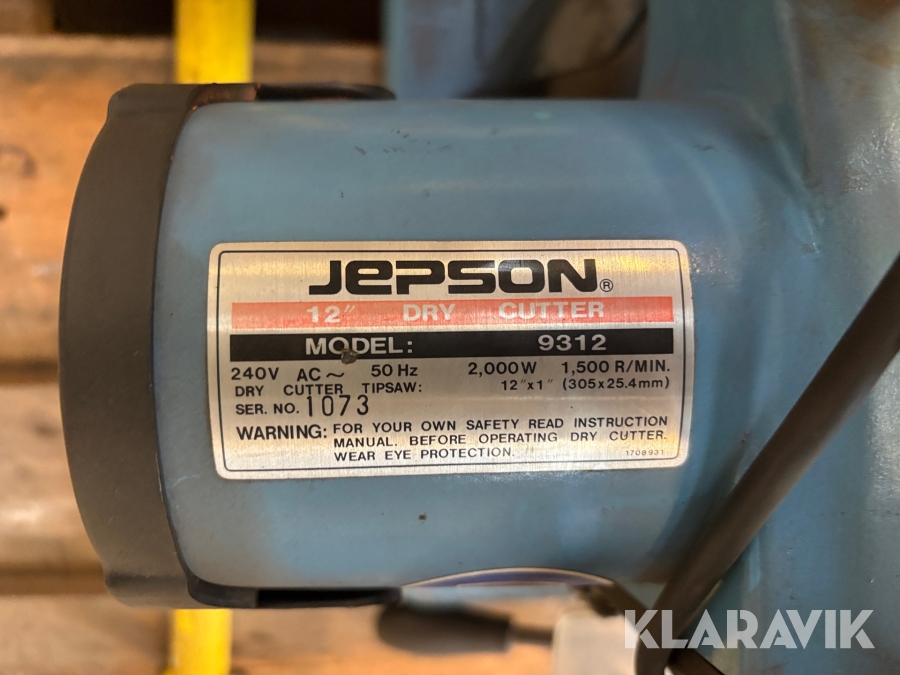 JEPSON®
12" DRY CUTTER
MODEL: 9312
240V AC~ 50Hz 2,000W 1,500 R/MIN.
DRY CUTTER TIPSAW: 12"x1" (305x25.4mm)
SER. NO. 1073
WARNING: FOR YOUR OWN SAFETY READ INSTRUCTION
MANUAL. BEFORE OPERATING DRY CUTTER.
WEAR EYE PROTECTION.
1708931
KLARAVIK